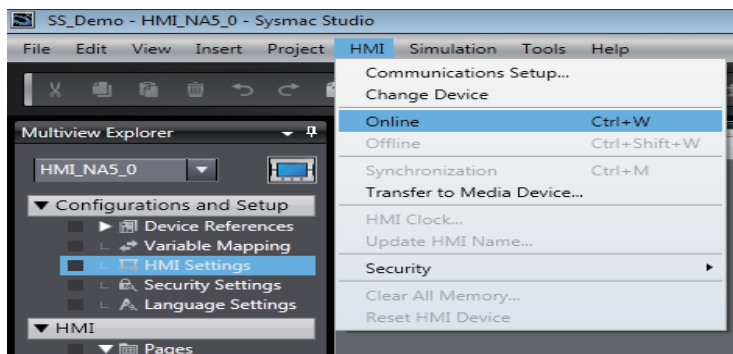 SS_Demo - HMI_NA5_0 - Sysmac Studio
File Edit View Insert Project HMI Simulation Tools Help
Communications Setup...
Change Device
Online Ctrl+W
Offline Ctrl+Shift+W
Synchronization Ctrl+M
Transfer to Media Device...
HMI Clock...
Update HMI Name...
Security
Clear All Memory...
Reset HMI Device
Multiview Explorer
HMI_NA5_0
Configurations and Setup
Device References
Variable Mapping
HMI Settings
Security Settings
Language Settings
HMI
Pages